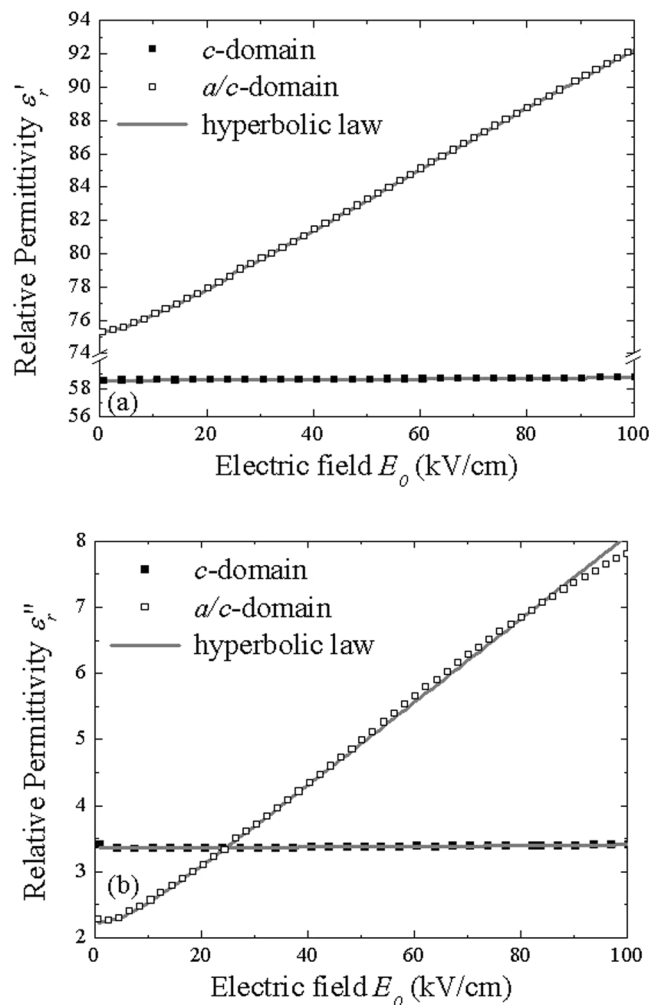 92
90
88
86
84
82
80
78
76
74
58
56
c-domain
a/c-domain
hyperbolic law
Relative Permittivity εr'
(a)
0 20 40 60 80 100
Electric field E0 (kV/cm)
8
7
6
5
4
3
2
c-domain
a/c-domain
hyperbolic law
Relative Permittivity εr''
(b)
0 20 40 60 80 100
Electric field E0 (kV/cm)